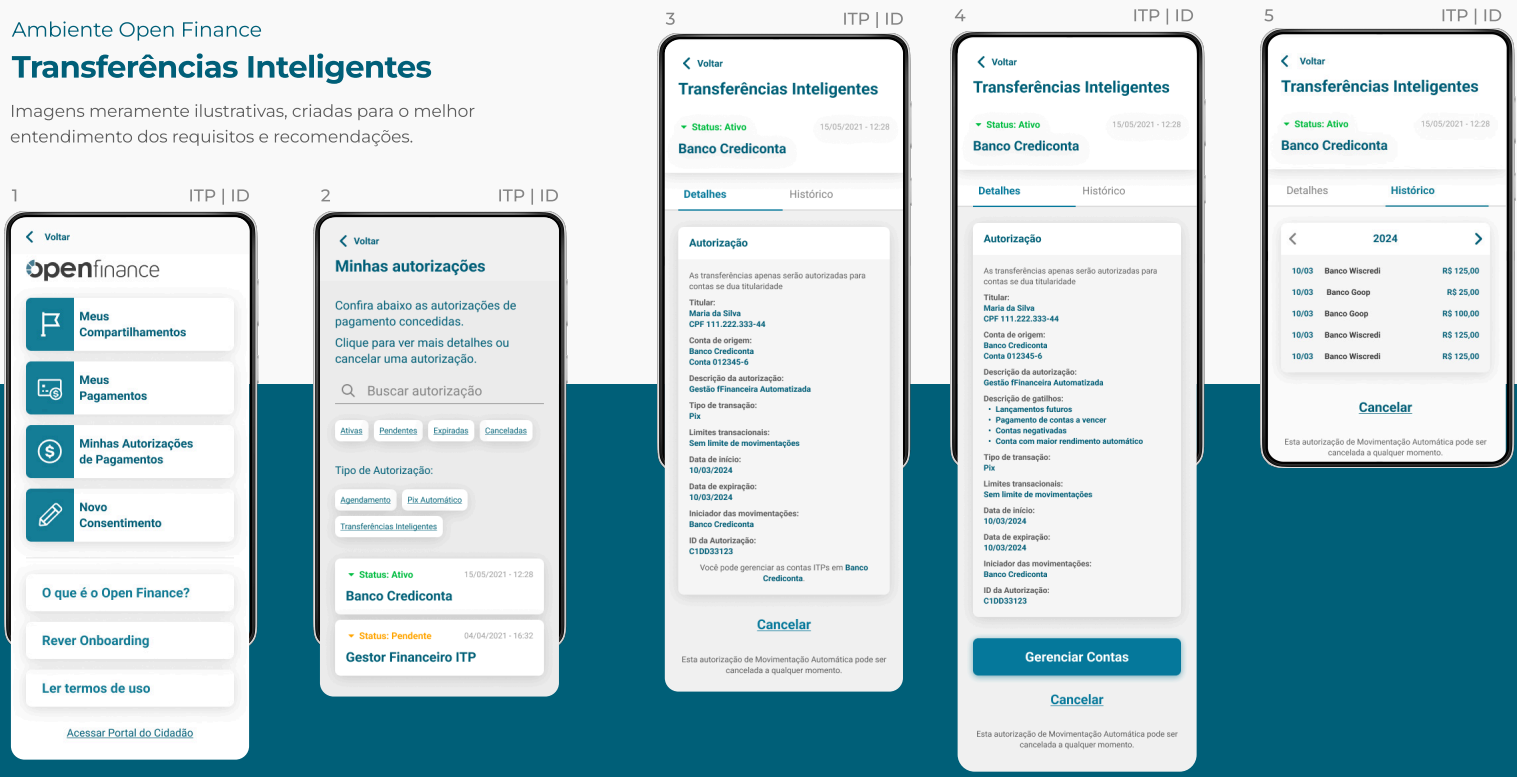 Ambiente Open Finance
Transferências Inteligentes
Imagens meramente ilustrativas, criadas para o melhor
entendimento dos requisitos e recomendações.
1 ITP | ID
Voltar
openfinance
Meus
Compartilhamentos
Meus
Pagamentos
Minhas Autorizações
de Pagamentos
Novo
Consentimento
O que é o Open Finance?
Rever Onboarding
Ler termos de uso
Acessar Portal do Cidadão
2 ITP | ID
Voltar
Minhas autorizações
Confira abaixo as autorizações de
pagamento concedidas.
Clique para ver mais detalhes ou
cancelar uma autorização.
Buscar autorização
Ativas Pendentes Expiradas Canceladas
Tipo de Autorização:
Agendamento Pix Automático
Transferências Inteligentes
Status: Ativo 15/05/2021 - 12:28
Banco Crediconta
Status: Pendente 04/04/2021 - 16:32
Gestor Financeiro ITP
3 ITP | ID
Voltar
Transferências Inteligentes
Status: Ativo 15/05/2021 - 12:28
Banco Crediconta
Detalhes Histórico
Autorização
As transferências apenas serão autorizadas para
contas se dua titularidade
Titular:
Maria da Silva
CPF 111.222.333-44
Conta de origem:
Banco Crediconta
Conta 012345-6
Descrição da autorização:
Gestão fFinanceira Automatizada
Tipo de transação:
Pix
Limites transacionais:
Sem limite de movimentações
Data de início:
10/03/2024
Data de expiração:
10/03/2024
Iniciador das movimentações:
Banco Crediconta
ID da Autorização:
C1DD33123
Você pode gerenciar as contas ITPs em Banco
Crediconta.
Cancelar
Esta autorização de Movimentação Automática pode ser
cancelada a qualquer momento.
4 ITP | ID
Voltar
Transferências Inteligentes
Status: Ativo 15/05/2021 - 12:28
Banco Crediconta
Detalhes Histórico
Autorização
As transferências apenas serão autorizadas para
contas se dua titularidade
Titular:
Maria da Silva
CPF 111.222.333-44
Conta de origem:
Banco Crediconta
Conta 012345-6
Descrição da autorização:
Gestão fFinanceira Automatizada
Descrição de gatilhos:
• Lançamentos futuros
• Pagamento de contas a vencer
• Contas negativadas
• Conta com maior rendimento automático
Tipo de transação:
Pix
Limites transacionais:
Sem limite de movimentações
Data de início:
10/03/2024
Data de expiração:
10/03/2024
Iniciador das movimentações:
Banco Crediconta
ID da Autorização:
C1DD33123
Gerenciar Contas
Cancelar
Esta autorização de Movimentação Automática pode ser
cancelada a qualquer momento.
5 ITP | ID
Voltar
Transferências Inteligentes
Status: Ativo 15/05/2021 - 12:28
Banco Crediconta
Detalhes Histórico
2024
10/03 Banco Wiscredi R$ 125,00
10/03 Banco Goop R$ 25,00
10/03 Banco Goop R$ 100,00
10/03 Banco Wiscredi R$ 125,00
10/03 Banco Wiscredi R$ 125,00
Cancelar
Esta autorização de Movimentação Automática pode ser
cancelada a qualquer momento.